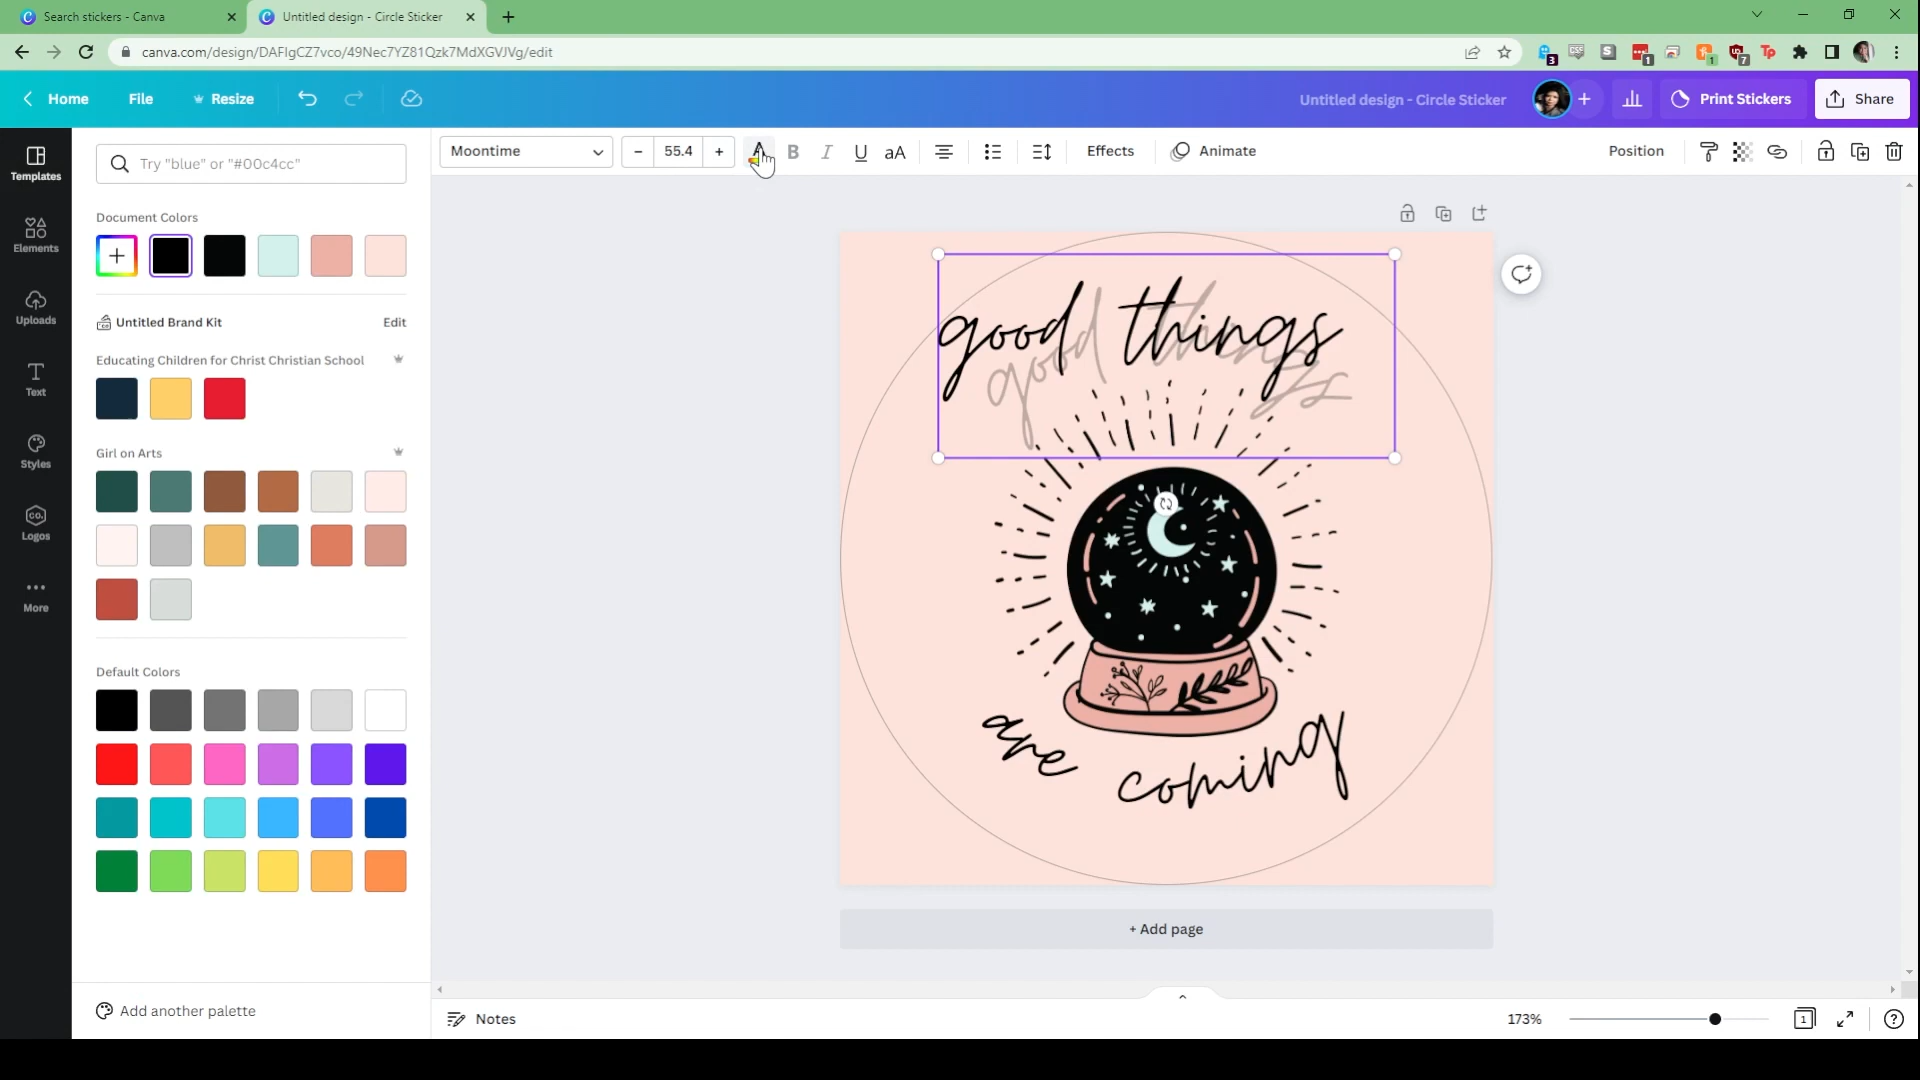 Search stickers - Canva
Untitled design - Circle Sticker
canva.com/design/DAFIgCZ7vco/49Nec7YZ81Qzk7MdXGVJVg/edit
Home
File
Resize
Untitled design - Circle Sticker
Print Stickers
Share
Moontime
55.4
Effects
Animate
Position
Templates
Elements
Uploads
Text
Styles
Logos
More
Try "blue" or "#00c4cc"
Document Colors
Untitled Brand Kit
Edit
Educating Children for Christ Christian School
Girl on Arts
Default Colors
Add another palette
good things
good things
are coming
+ Add page
Notes
173%
1